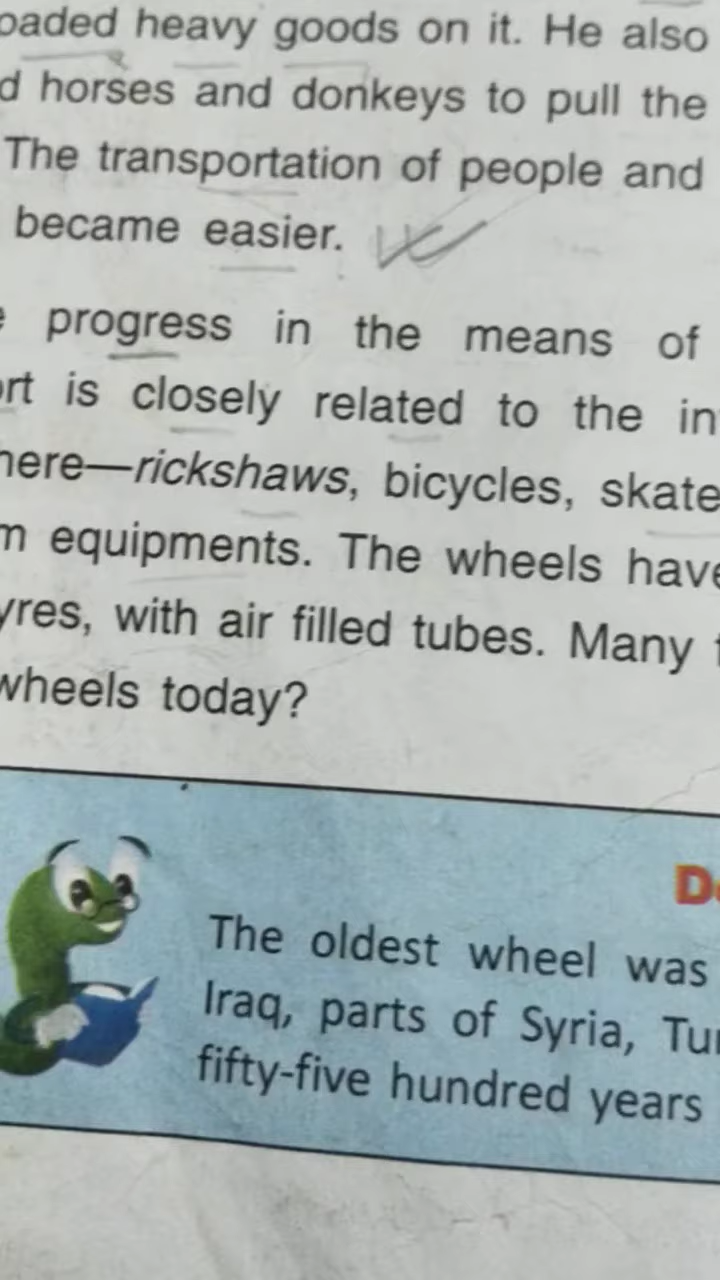 oaded heavy goods on it. He also
d horses and donkeys to pull the
The transportation of people and
became easier.
progress in the means of
ort is closely related to the in
here—rickshaws, bicycles, skate
m equipments. The wheels have
yres, with air filled tubes. Many
wheels today?
The oldest wheel was
Iraq, parts of Syria, Tu
fifty-five hundred years